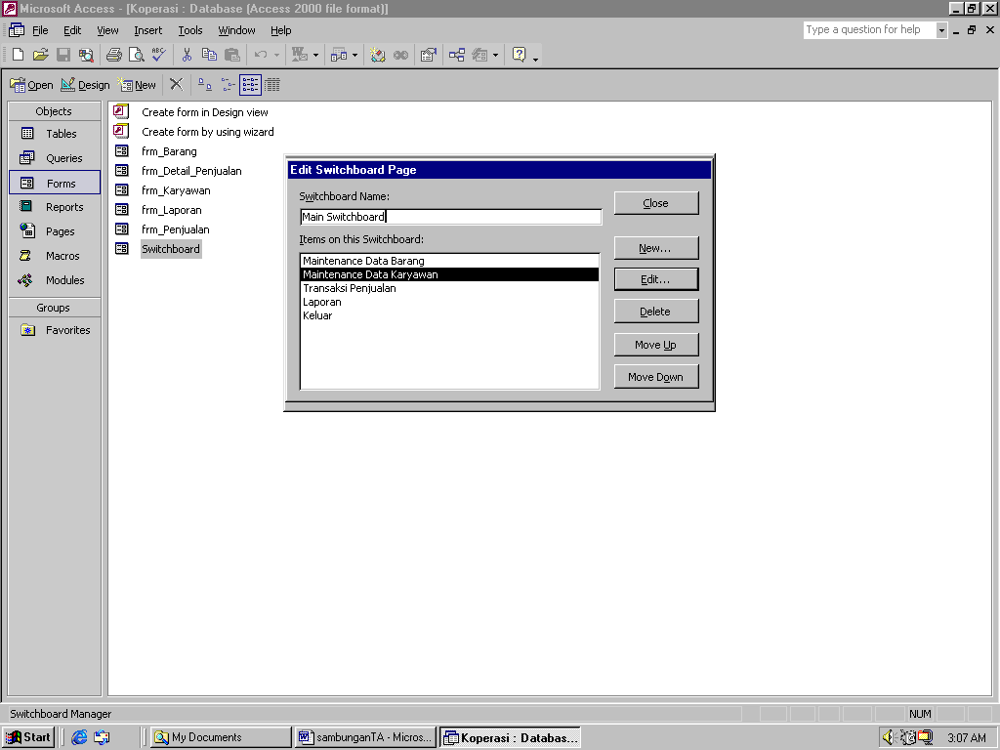 Microsoft Access - [Koperasi : Database (Access 2000 file format)]
File Edit View Insert Tools Window Help
Type a question for help
Open Design New
Objects
Tables
Queries
Forms
Reports
Pages
Macros
Modules
Groups
Favorites
Create form in Design view
Create form by using wizard
frm_Barang
frm_Detail_Penjualan
frm_Karyawan
frm_Laporan
frm_Penjualan
Switchboard
Edit Switchboard Page
Switchboard Name:
Main Switchboard
Items on this Switchboard:
Maintenance Data Barang
Maintenance Data Karyawan
Transaksi Penjualan
Laporan
Keluar
Close
New...
Edit...
Delete
Move Up
Move Down
Switchboard Manager
NUM
Start
My Documents
sambunganTA - Micros...
Koperasi : Databas...
3:07 AM